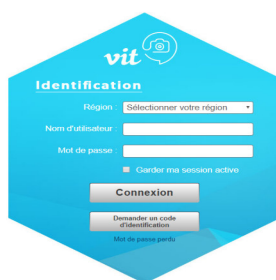 vit
Identification
Région : Sélectionner votre région
Nom d'utilisateur :
Mot de passe :
Garder ma session active
Connexion
Demander un code
d'identification
Mot de passe perdu